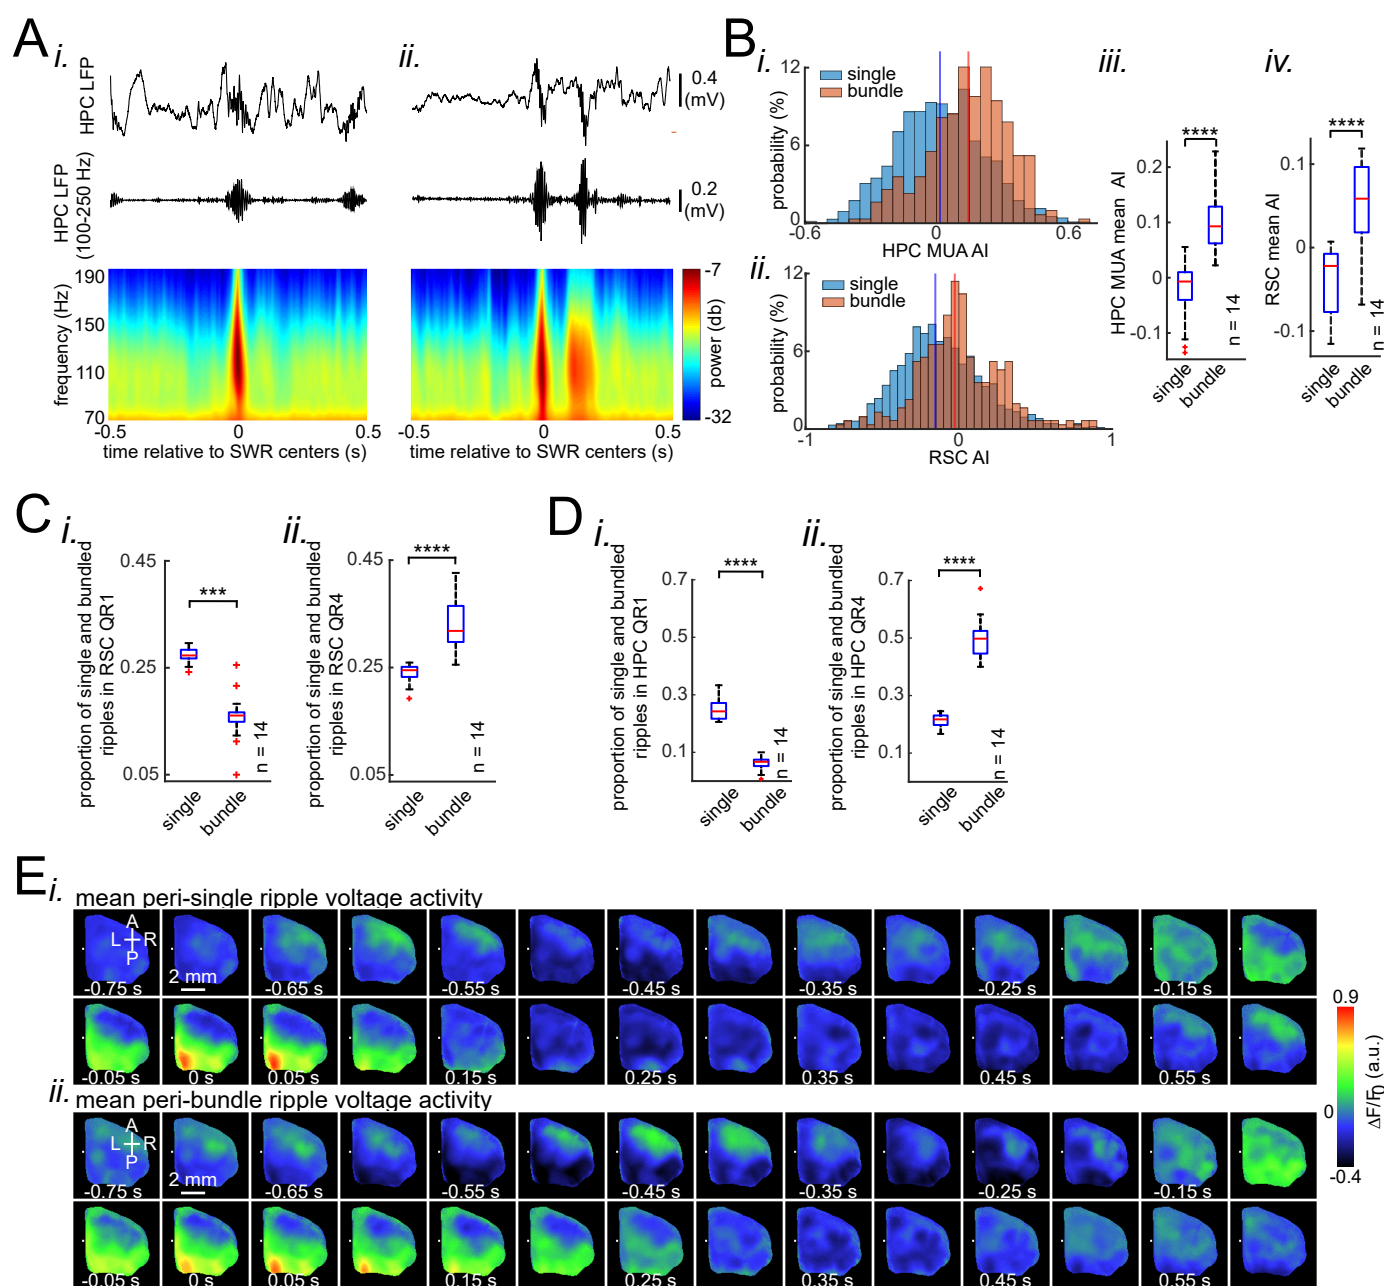 A
i.
HPC LFP
ii.
0.4
(mV)
HPC LFP
(100-250 Hz)
0.2
(mV)
frequency (Hz)
190
150
110
70
-0.5
0
0.5
time relative to SWR centers (s)
-0.5
0
0.5
time relative to SWR centers (s)
-7
power (db)
-32
B
i.
probability (%)
12
6
0
single
bundle
-0.6
0
0.6
HPC MUA AI
ii.
probability (%)
12
6
0
single
bundle
-1
0
1
RSC AI
iii.
HPC MUA mean AI
0.2
0.1
0
-0.1
****
n = 14
single
bundle
iv.
RSC mean AI
0.1
0
-0.1
****
n = 14
single
bundle
C
i.
proportion of single and bundled
ripples in RSC QR1
0.45
0.25
0.05
***
n = 14
single
bundle
ii.
proportion of single and bundled
ripples in RSC QR4
0.45
0.25
0.05
****
n = 14
single
bundle
D
i.
proportion of single and bundled
ripples in HPC QR1
0.7
0.5
0.3
0.1
****
n = 14
single
bundle
ii.
proportion of single and bundled
ripples in HPC QR4
0.7
0.5
0.3
0.1
****
n = 14
single
bundle
E
i.
mean peri-single ripple voltage activity
A
L R
P
2 mm
-0.75 s -0.65 s -0.55 s -0.45 s -0.35 s -0.25 s -0.15 s
-0.05 s 0 s 0.05 s 0.15 s 0.25 s 0.35 s 0.45 s 0.55 s
ii.
mean peri-bundle ripple voltage activity
A
L R
P
2 mm
-0.75 s -0.65 s -0.55 s -0.45 s -0.35 s -0.25 s -0.15 s
-0.05 s 0 s 0.05 s 0.15 s 0.25 s 0.35 s 0.45 s 0.55 s
0.9
0
-0.4
ΔF/F0 (a.u.)